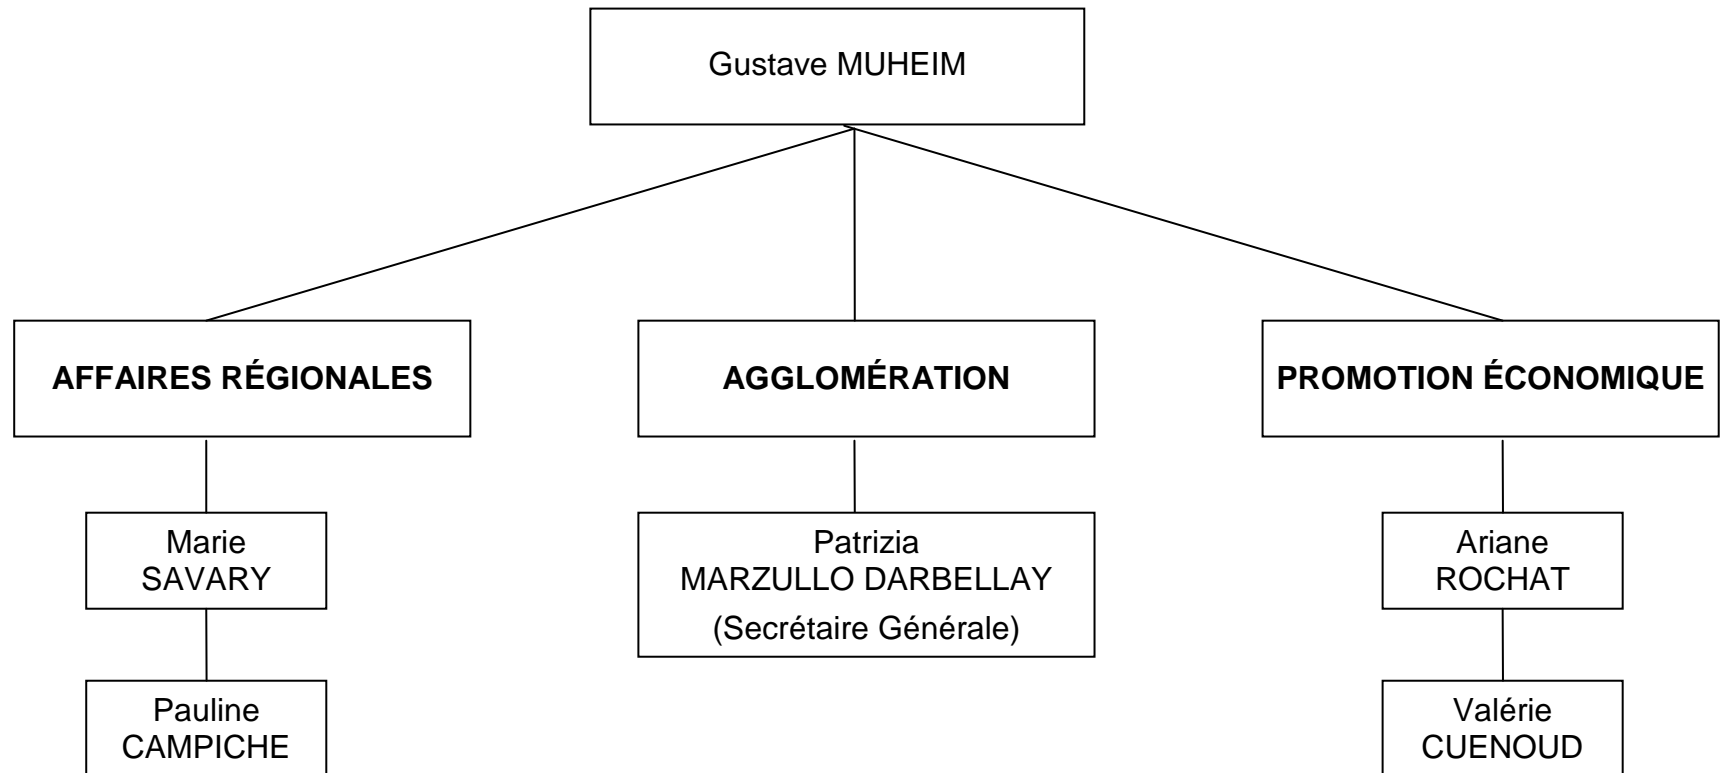 Gustave MUHEIM
AFFAIRES RÉGIONALES
AGGLOMÉRATION
PROMOTION ÉCONOMIQUE
Marie
SAVARY
Patrizia
MARZULLO DARBELLAY
(Secrétaire Générale)
Ariane
ROCHAT
Pauline
CAMPICHE
Valérie
CUENOUD